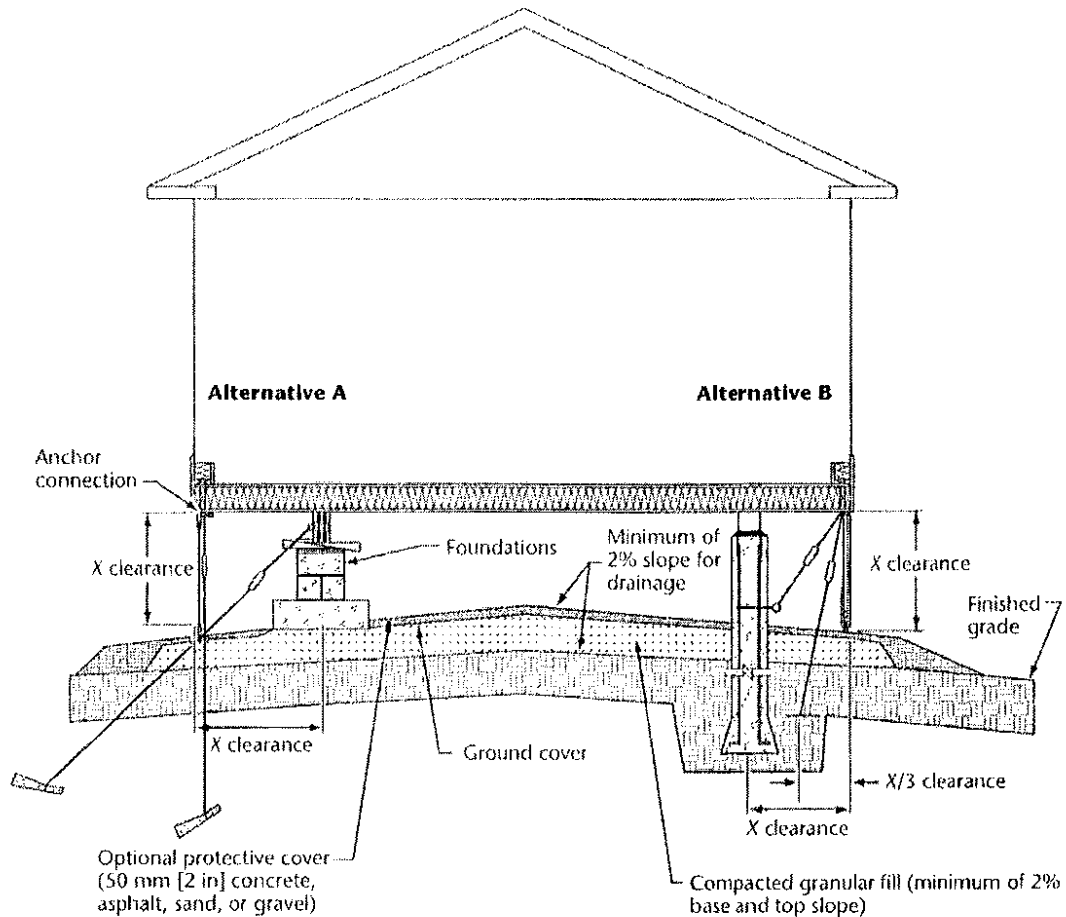 Alternative A
Alternative B
Anchor
connection
X clearance
Foundations
Minimum of
2% slope for
drainage
X clearance
Finished
grade
X clearance
Ground cover
X/3 clearance
X clearance
Optional protective cover
(50 mm [2 in] concrete,
asphalt, sand, or gravel)
Compacted granular fill (minimum of 2%
base and top slope)